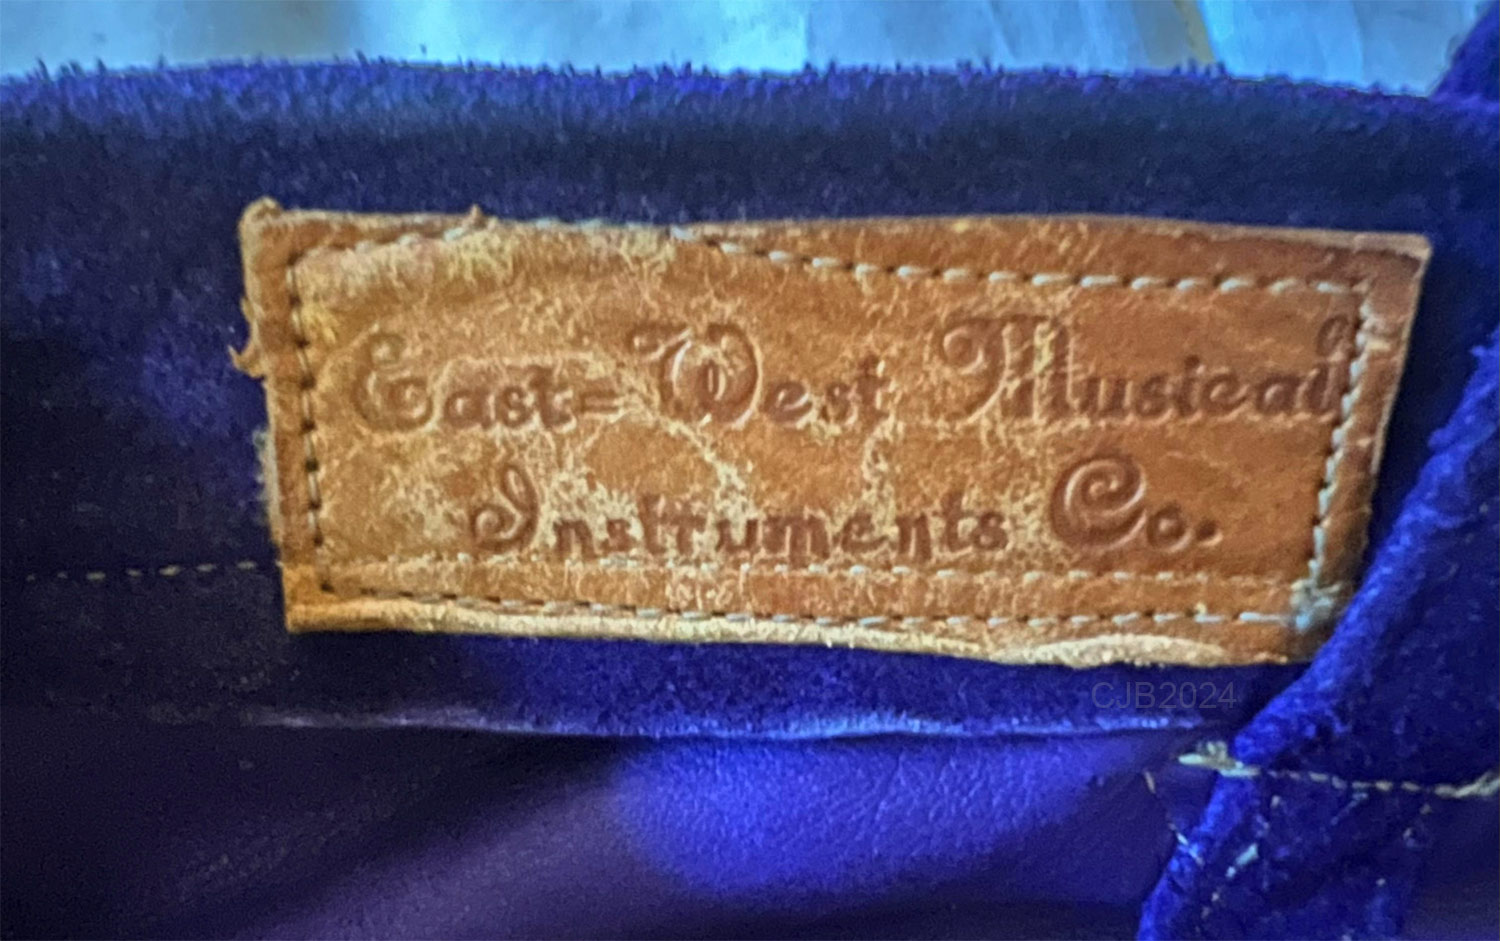 East=West Musical
Instruments Co.
CJB2024